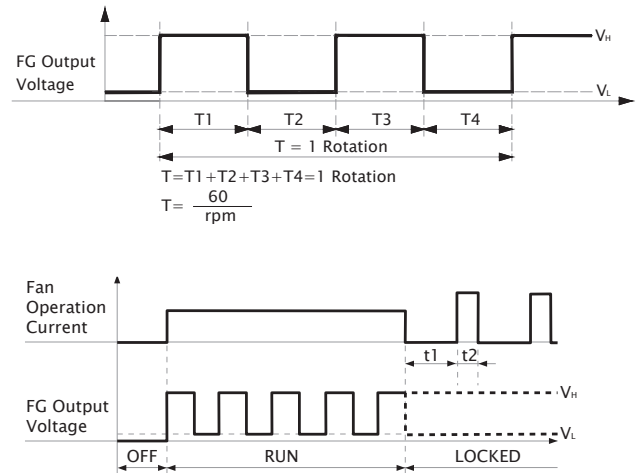 FG Output
Voltage
VH
VL
T1 T2 T3 T4
T = 1 Rotation
T=T1+T2+T3+T4=1 Rotation
T= 60
rpm
Fan
Operation
Current
t1 t2
FG Output
Voltage
VH
VL
OFF RUN LOCKED